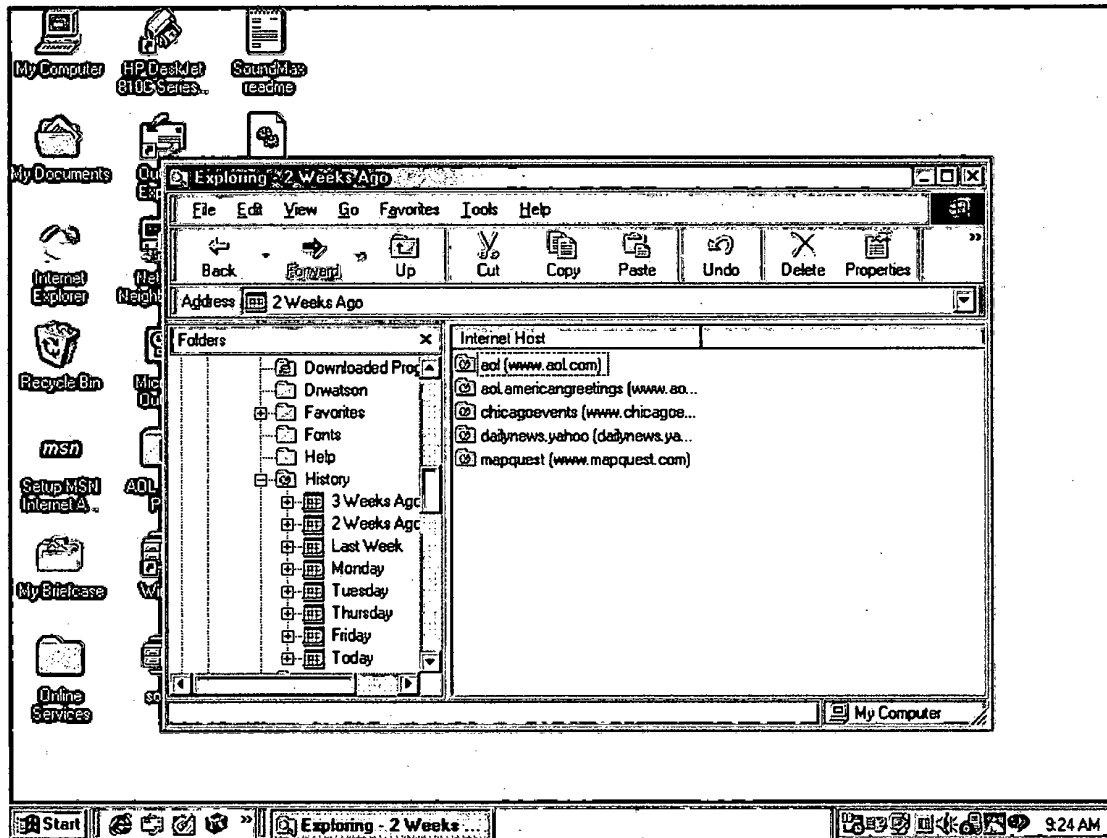 My Computer
HP DeskJet
810C Series...
SoundMax
readme
My Documents
Internet
Explorer
Recycle Bin
msn
Setup MSN
Internet A...
AOL
My Briefcase
Online
Services
Exploring - 2 Weeks Ago
File Edit View Go Favorites Tools Help
Back Forward Up Cut Copy Paste Undo Delete Properties »
Address 2 Weeks Ago
Folders
Downloaded Prog
Drwatson
Favorites
Fonts
Help
History
3 Weeks Ago
2 Weeks Ago
Last Week
Monday
Tuesday
Thursday
Friday
Today
Internet Host
aol (www.aol.com)
aol.americangreetings (www.ao...
chicagoevents (www.chicagoe...
dailynews.yahoo (dailynews.ya...
mapquest (www.mapquest.com)
My Computer
Start » Exploring - 2 Weeks ... 9:24 AM